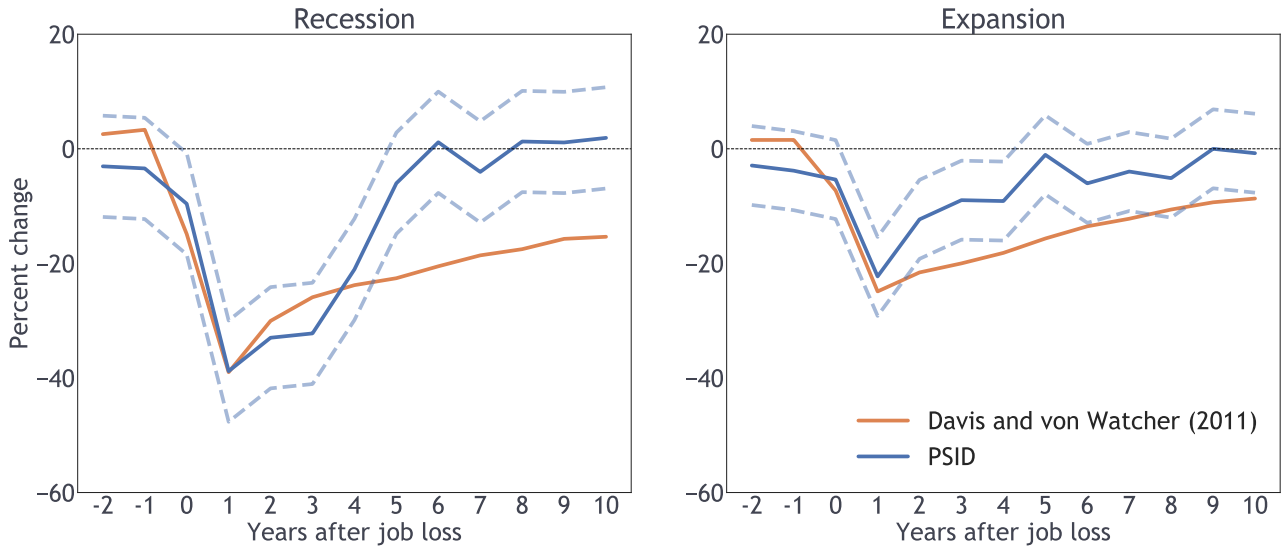 Recession
Expansion
Percent change
20
0
−20
−40
−60
-2 -1 0 1 2 3 4 5 6 7 8 9 10
Years after job loss
20
0
−20
−40
−60
Davis and von Watcher (2011)
PSID
-2 -1 0 1 2 3 4 5 6 7 8 9 10
Years after job loss